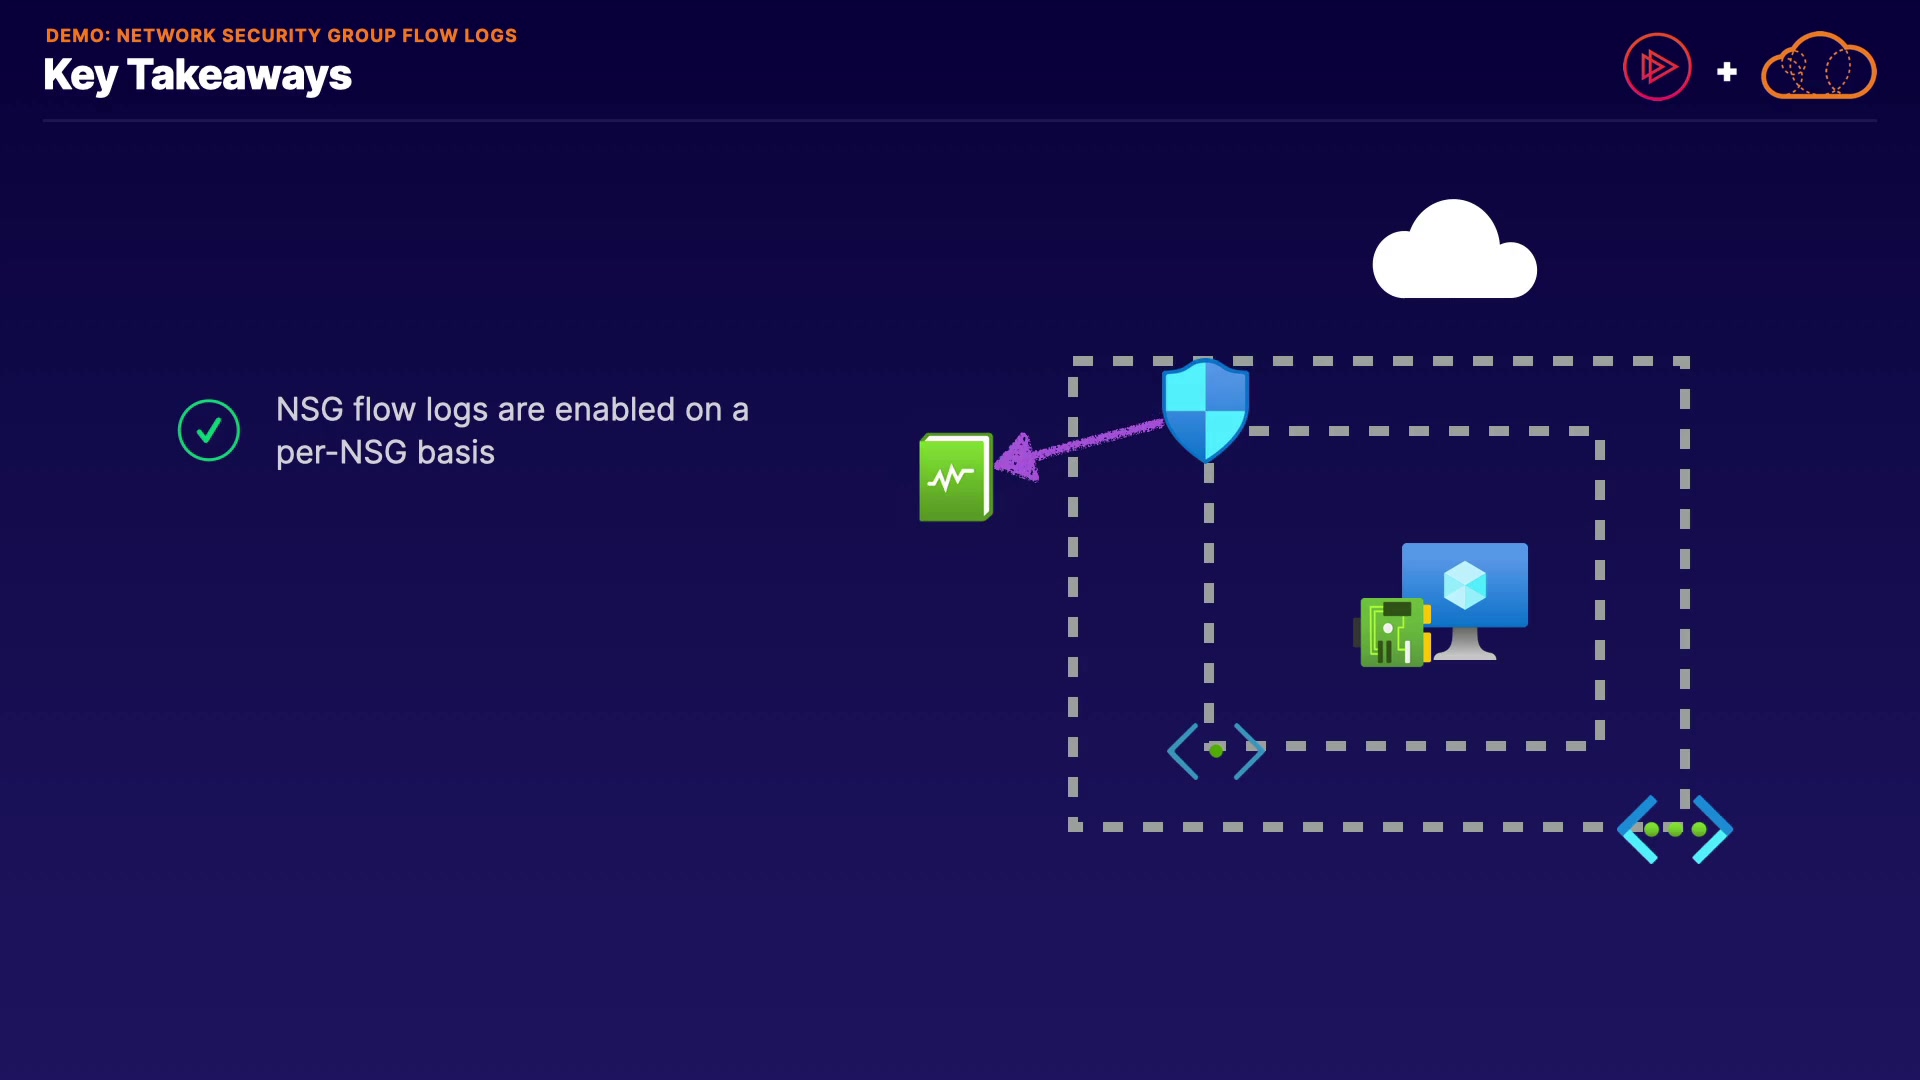 DEMO: NETWORK SECURITY GROUP FLOW LOGS
Key Takeaways
NSG flow logs are enabled on a
per-NSG basis